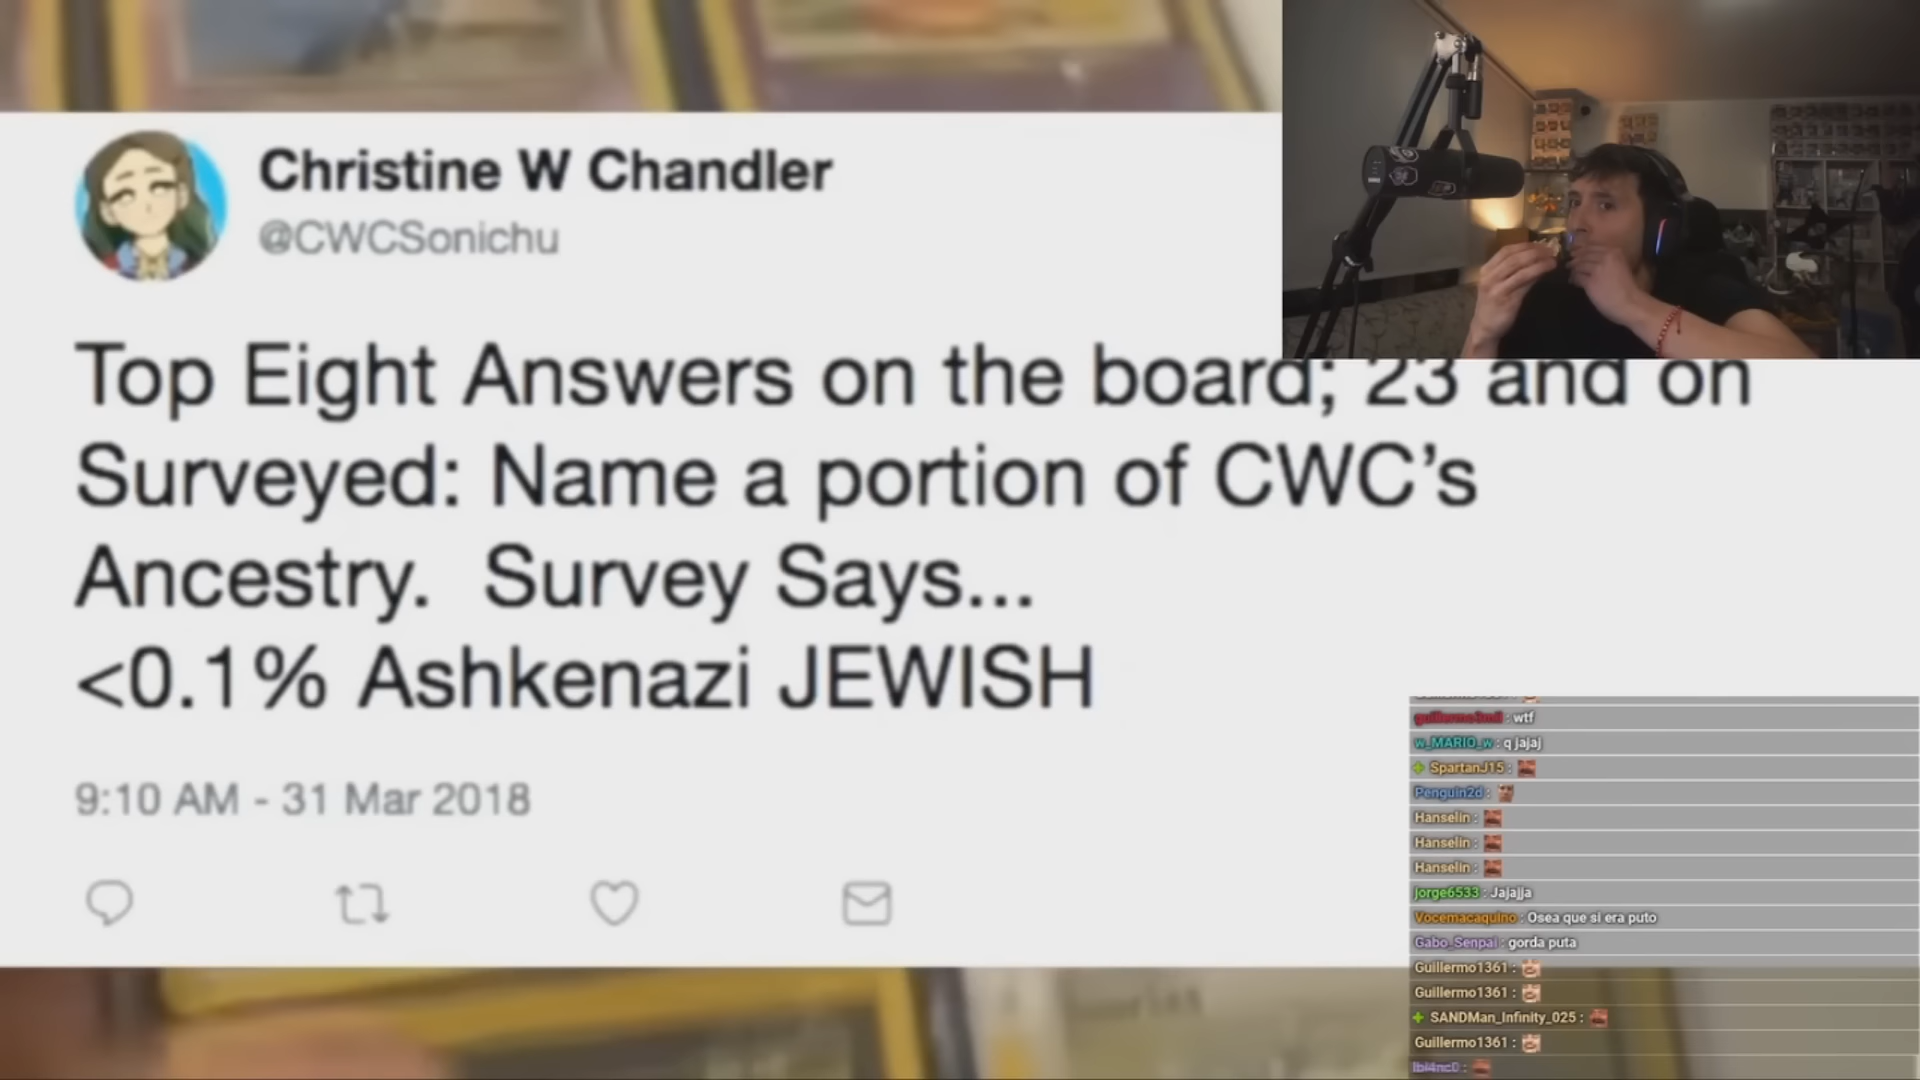 Christine W Chandler
@CWCSonichu
Top Eight Answers on the board; 23 and on
Surveyed: Name a portion of CWC’s
Ancestry. Survey Says...
<0.1% Ashkenazi JEWISH
9:10 AM - 31 Mar 2018
guillermo3mil : wtf
w_MARIO_w : q jajaj
SpartanJ15 :
Penguin2d :
Hanselin :
Hanselin :
Hanselin :
jorge6533 : Jajajja
Vocemacaquino : Osea que si era puto
Gabo_Senpai : gorda puta
Guillermo1361 :
Guillermo1361 :
SANDMan_Infinity_025 :
Guillermo1361 :